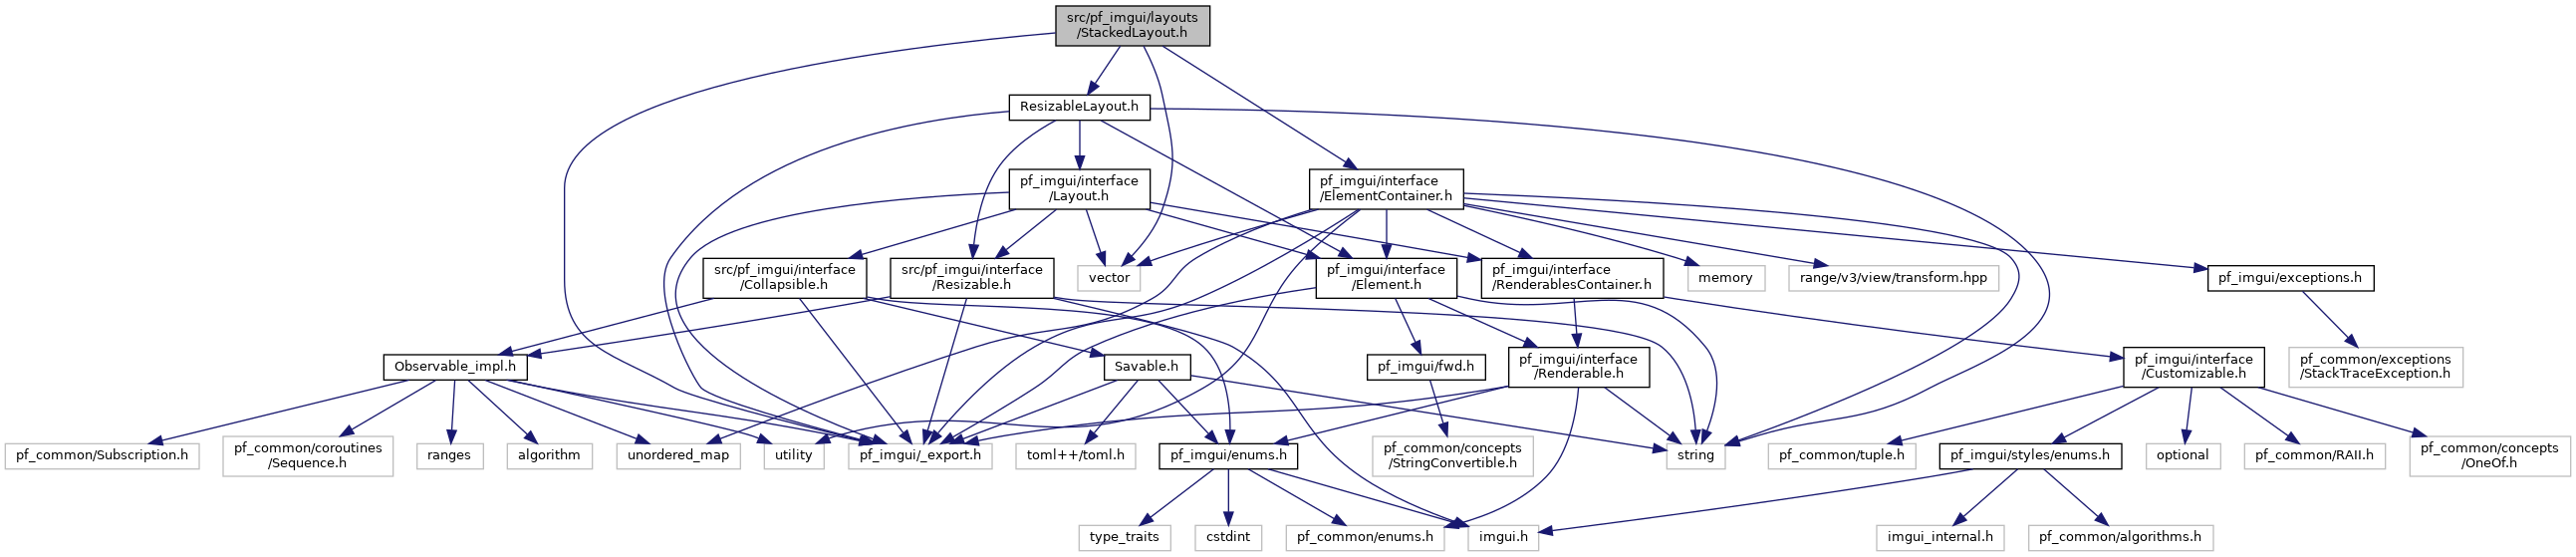 src/pf_imgui/layouts
/StackedLayout.h
ResizableLayout.h
pf_imgui/interface
/Layout.h
pf_imgui/interface
/ElementContainer.h
src/pf_imgui/interface
/Collapsible.h
src/pf_imgui/interface
/Resizable.h
vector
pf_imgui/interface
/Element.h
pf_imgui/interface
/RenderablesContainer.h
memory
range/v3/view/transform.hpp
pf_imgui/exceptions.h
Observable_impl.h
Savable.h
pf_imgui/fwd.h
pf_imgui/interface
/Renderable.h
pf_imgui/interface
/Customizable.h
pf_common/exceptions
/StackTraceException.h
pf_common/Subscription.h
pf_common/coroutines
/Sequence.h
ranges
algorithm
unordered_map
utility
pf_imgui/_export.h
toml++/toml.h
pf_imgui/enums.h
pf_common/concepts
/StringConvertible.h
string
pf_common/tuple.h
pf_imgui/styles/enums.h
optional
pf_common/RAII.h
pf_common/concepts
/OneOf.h
type_traits
cstdint
pf_common/enums.h
imgui.h
imgui_internal.h
pf_common/algorithms.h